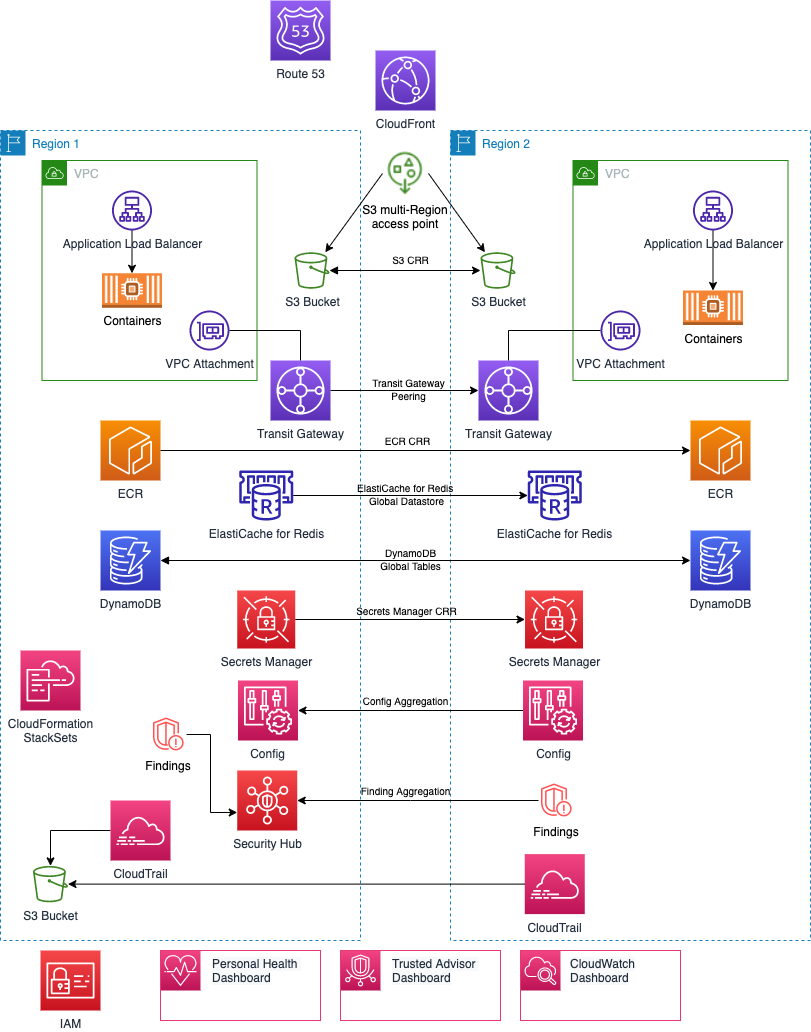 53
Route 53
CloudFront
Region 1
Region 2
VPC
VPC
S3 multi-Region
access point
Application Load Balancer
Application Load Balancer
S3 CRR
S3 Bucket
S3 Bucket
Containers
Containers
VPC Attachment
VPC Attachment
Transit Gateway
Peering
Transit Gateway
Transit Gateway
ECR CRR
ECR
ECR
ElastiCache for Redis
Global Datastore
R
R
ElastiCache for Redis
ElastiCache for Redis
DynamoDB
Global Tables
DynamoDB
DynamoDB
Secrets Manager CRR
Secrets Manager
Secrets Manager
Config Aggregation
CloudFormation
StackSets
Config
Config
Findings
Finding Aggregation
Findings
Security Hub
CloudTrail
S3 Bucket
CloudTrail
IAM
Personal Health
Dashboard
Trusted Advisor
Dashboard
CloudWatch
Dashboard